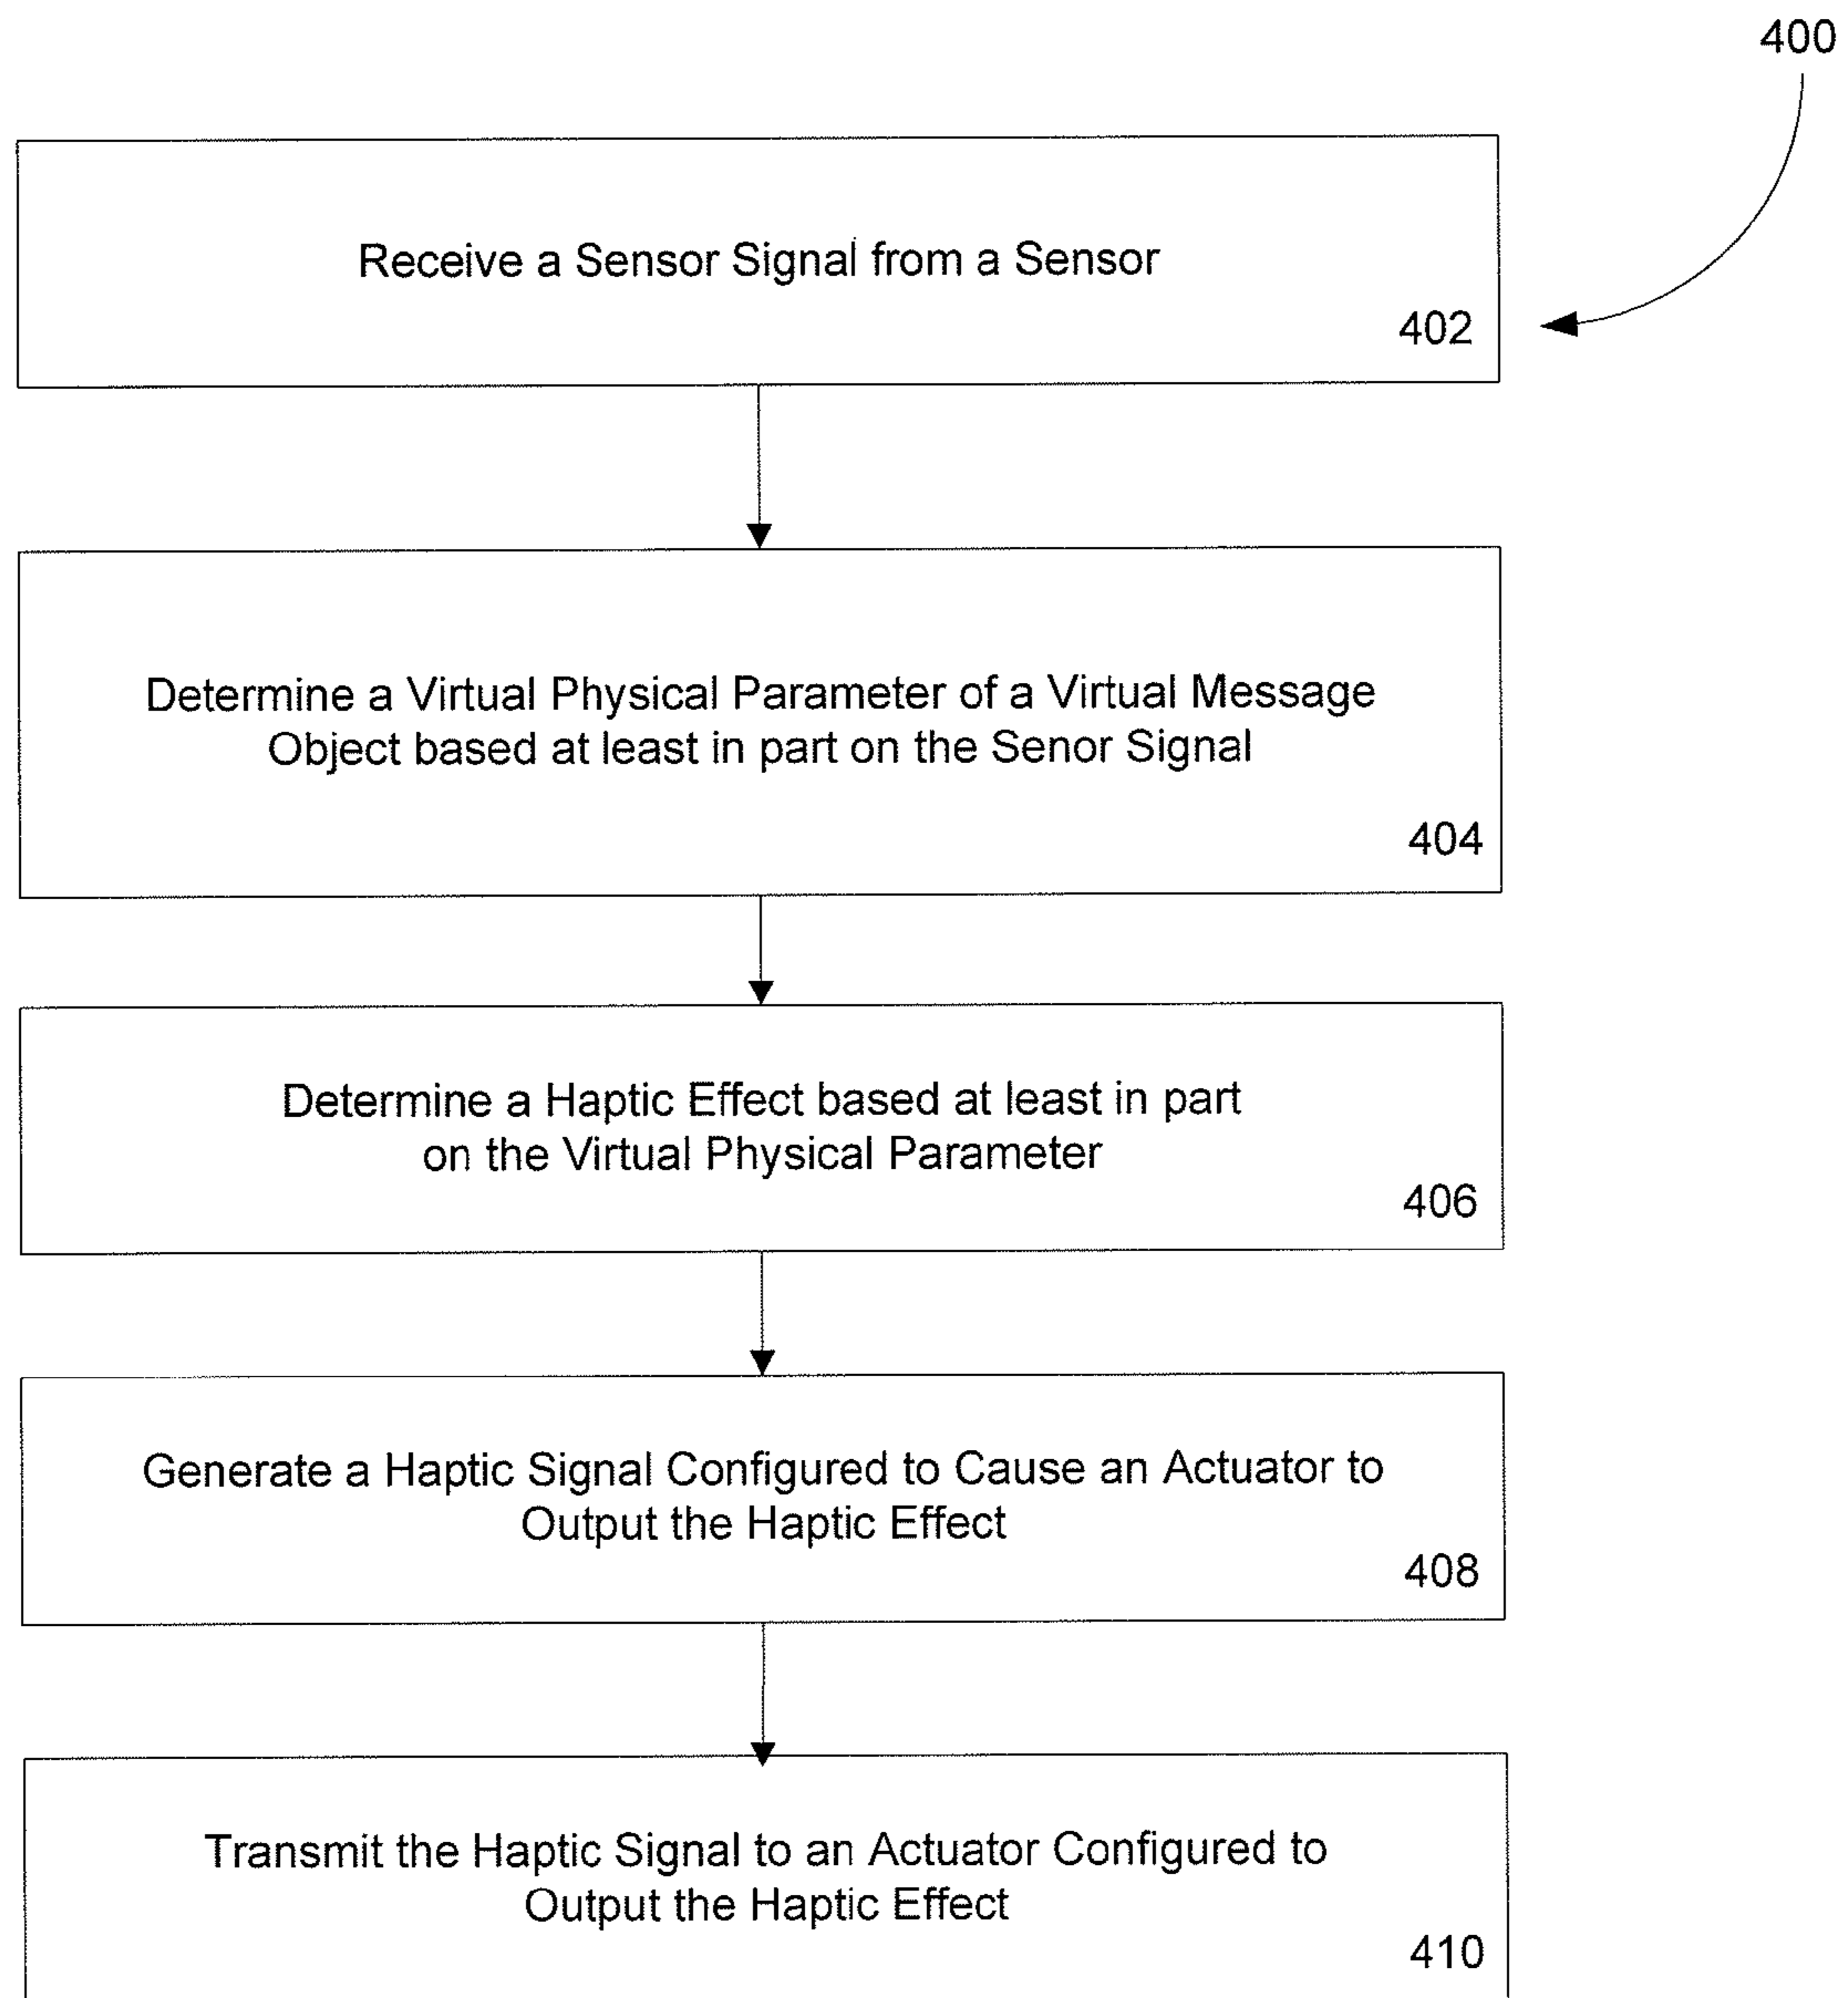 400
Receive a Sensor Signal from a Sensor
402
Determine a Virtual Physical Parameter of a Virtual Message
Object based at least in part on the Senor Signal
404
Determine a Haptic Effect based at least in part
on the Virtual Physical Parameter
406
Generate a Haptic Signal Configured to Cause an Actuator to
Output the Haptic Effect
408
Transmit the Haptic Signal to an Actuator Configured to
Output the Haptic Effect
410